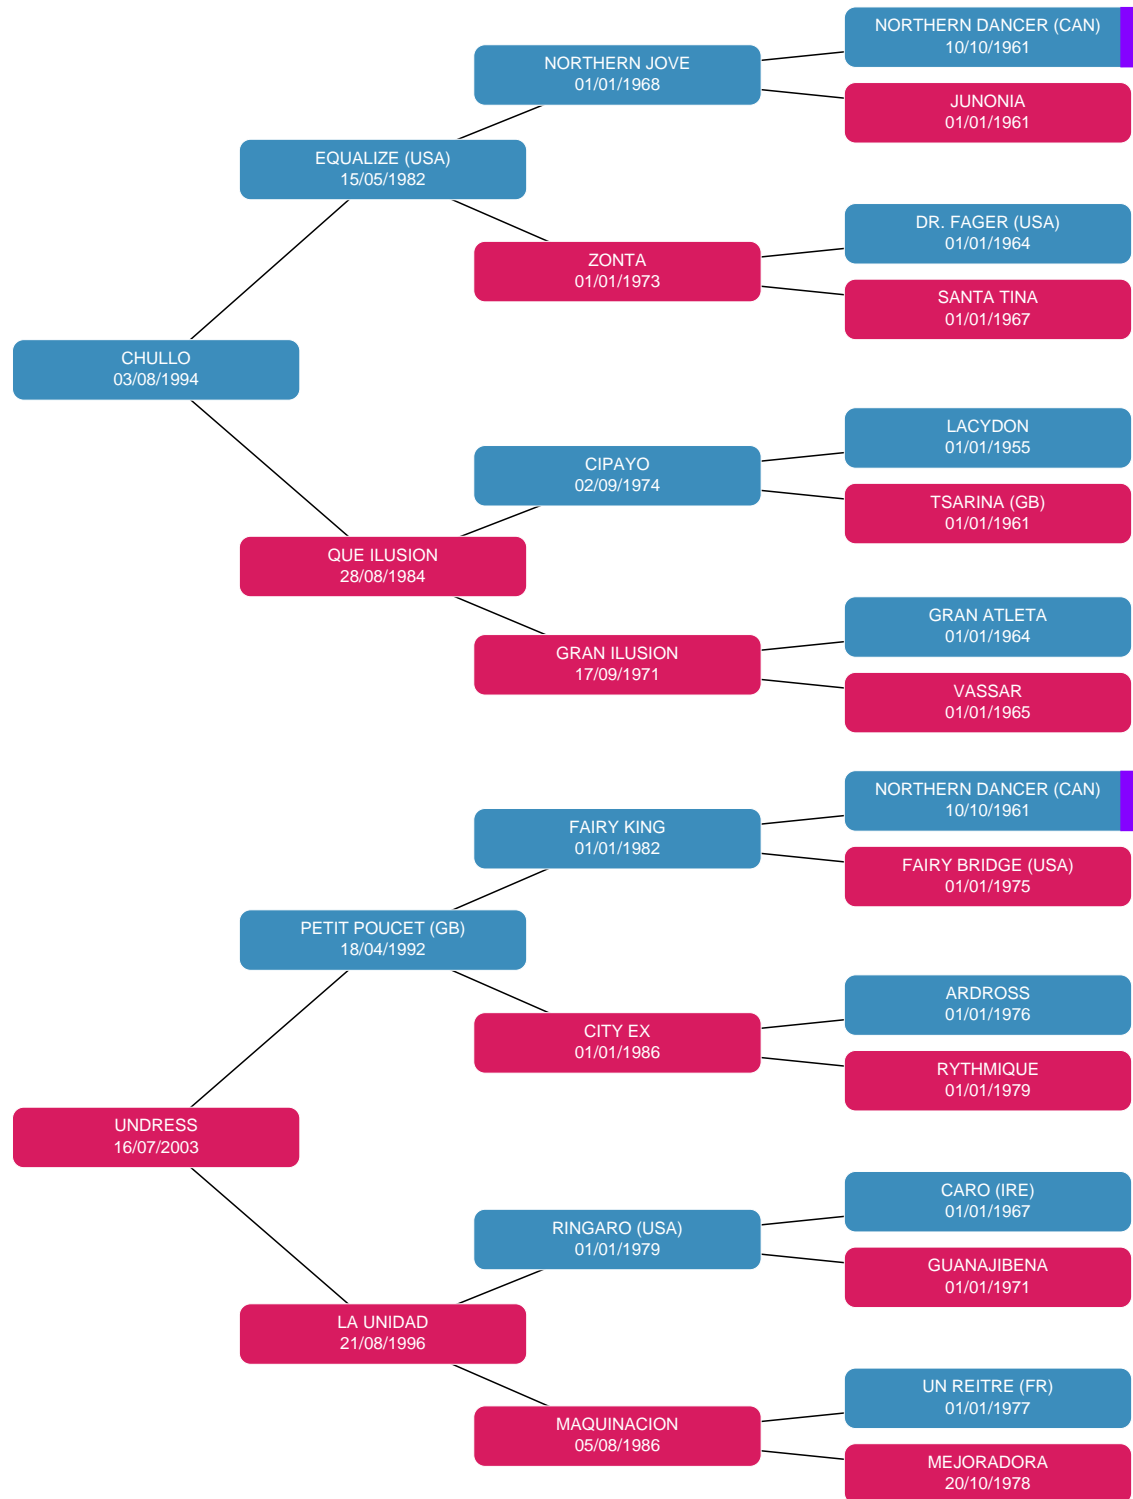 NORTHERN DANCER (CAN)
10/10/1961
NORTHERN JOVE
01/01/1968
JUNONIA
01/01/1961
EQUALIZE (USA)
15/05/1982
DR. FAGER (USA)
01/01/1964
ZONTA
01/01/1973
SANTA TINA
01/01/1967
CHULLO
03/08/1994
LACYDON
01/01/1955
CIPAYO
02/09/1974
TSARINA (GB)
01/01/1961
QUE ILUSION
28/08/1984
GRAN ATLETA
01/01/1964
GRAN ILUSION
17/09/1971
VASSAR
01/01/1965
NORTHERN DANCER (CAN)
10/10/1961
FAIRY KING
01/01/1982
FAIRY BRIDGE (USA)
01/01/1975
PETIT POUCET (GB)
18/04/1992
ARDROSS
01/01/1976
CITY EX
01/01/1986
RYTHMIQUE
01/01/1979
UNDRESS
16/07/2003
CARO (IRE)
01/01/1967
RINGARO (USA)
01/01/1979
GUANAJIBENA
01/01/1971
LA UNIDAD
21/08/1996
UN REITRE (FR)
01/01/1977
MAQUINACION
05/08/1986
MEJORADORA
20/10/1978